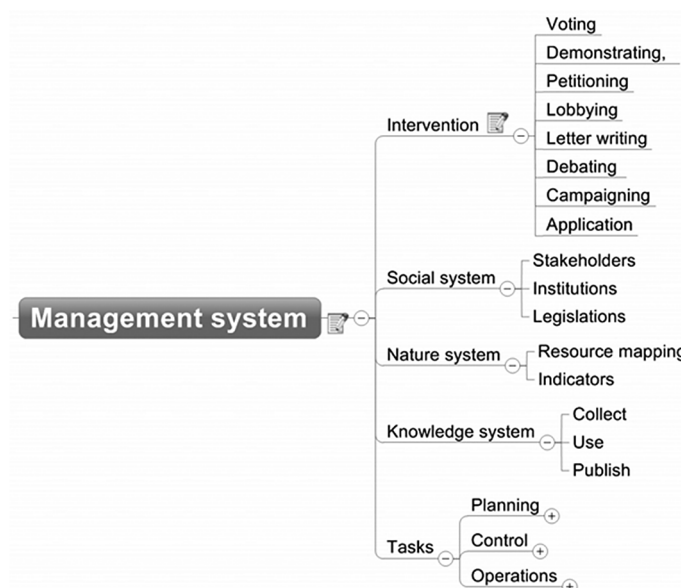 Voting
Demonstrating,
Petitioning
Lobbying
Intervention
Letter writing
Debating
Campaigning
Application
Social system
Stakeholders
Institutions
Legislations
Management system
Nature system
Resource mapping
Indicators
Knowledge system
Collect
Use
Publish
Tasks
Planning
Control
Operations